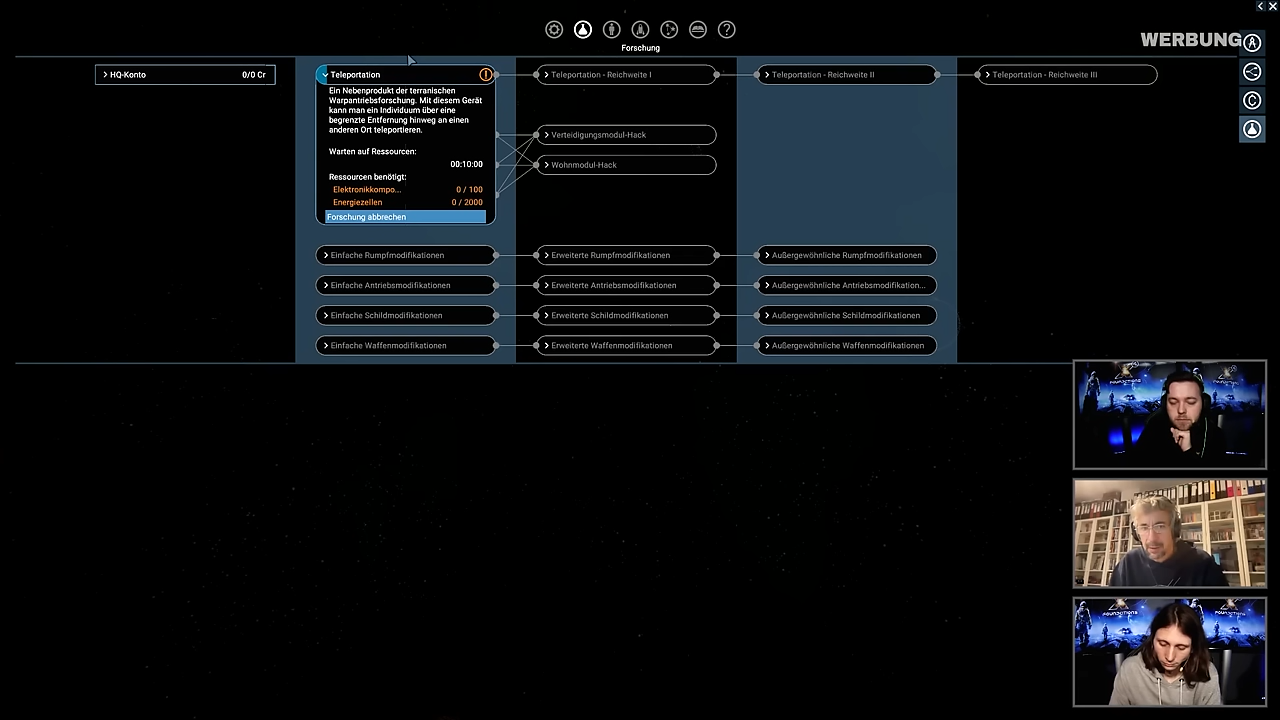 WERBUNG
Forschung
HQ-Konto 0/0 Cr
Teleportation
Teleportation - Reichweite I
Teleportation - Reichweite II
Teleportation - Reichweite III
Ein Nebenprodukt der terranischen
Warpantriebsforschung. Mit diesem Gerät
kann man ein Individuum über eine
begrenzte Entfernung hinweg an einen
anderen Ort teleportieren.
Warten auf Ressourcen:
00:10:00
Ressourcen benötigt:
Elektronikkompo... 0 / 100
Energiezellen 0 / 2000
Forschung abbrechen
Verteidigungsmodul-Hack
Wohnmodul-Hack
Einfache Rumpfmodifikationen
Erweiterte Rumpfmodifikationen
Außergewöhnliche Rumpfmodifikationen
Einfache Antriebsmodifikationen
Erweiterte Antriebsmodifikationen
Außergewöhnliche Antriebsmodifikation...
Einfache Schildmodifikationen
Erweiterte Schildmodifikationen
Außergewöhnliche Schildmodifikationen
Einfache Waffenmodifikationen
Erweiterte Waffenmodifikationen
Außergewöhnliche Waffenmodifikationen